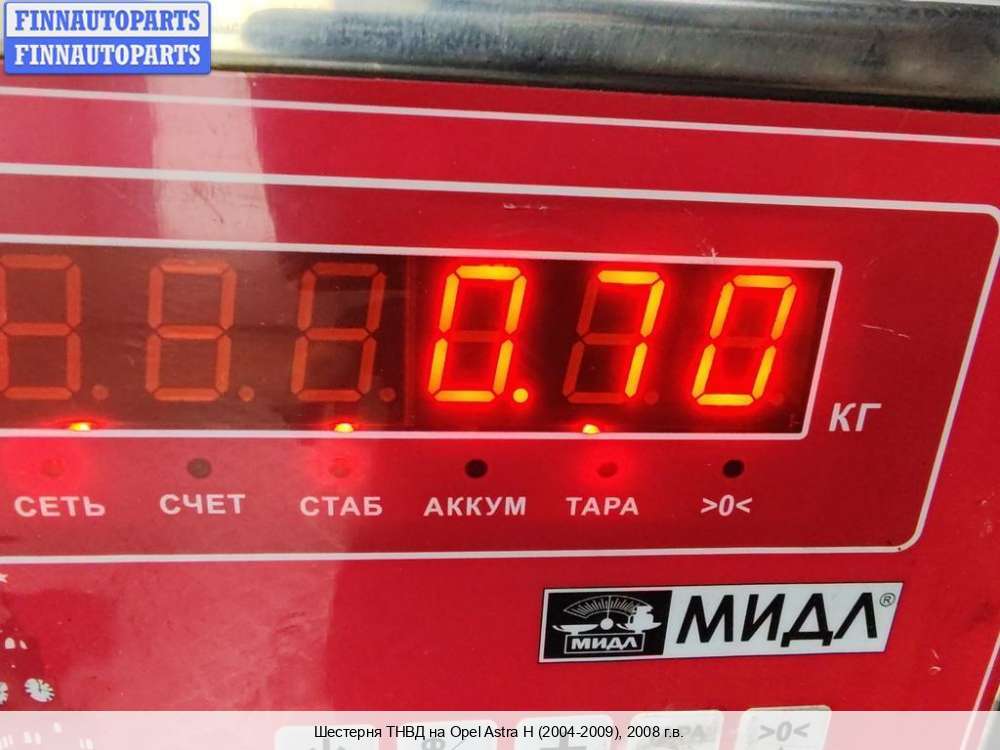 FINNAUTOPARTS
FINNAUTOPARTS
0.70
КГ
СЕТЬ СЧЕТ СТАБ АККУМ ТАРА >0<
МИДЛ МИДЛ®
>0<
Шестерня ТНВД на Opel Astra H (2004-2009), 2008 г.в.